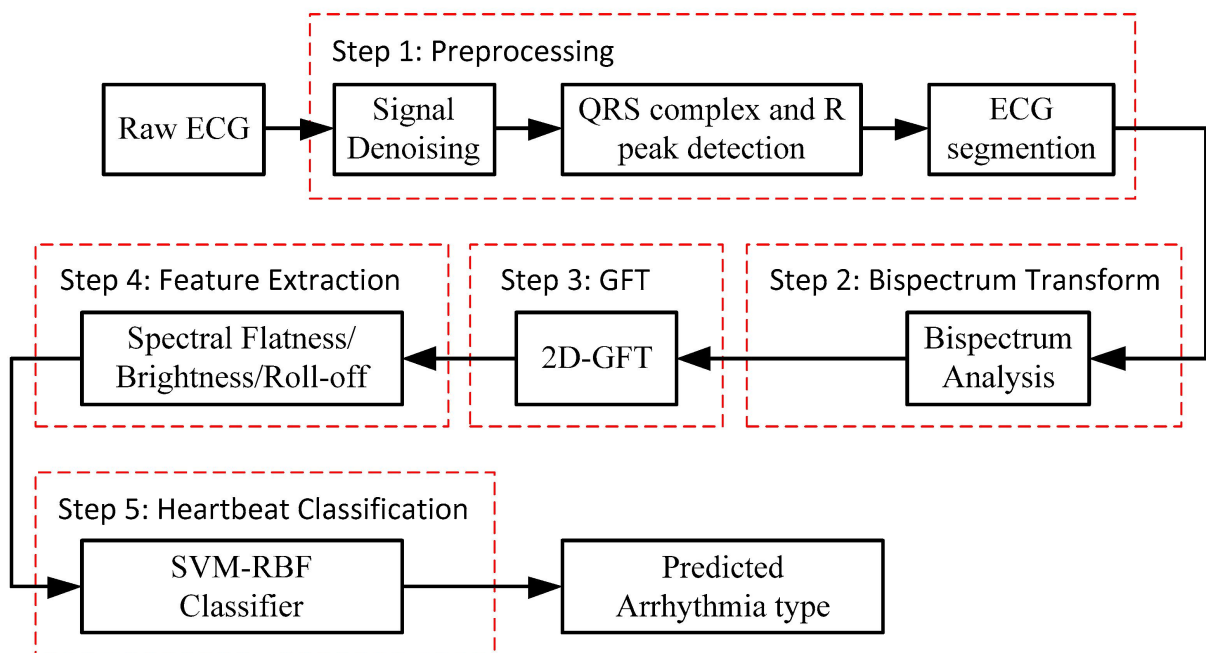 Step 1: Preprocessing
Raw ECG
Signal
Denoising
QRS complex and R
peak detection
ECG
segmention
Step 2: Bispectrum Transform
Bispectrum
Analysis
Step 3: GFT
2D-GFT
Step 4: Feature Extraction
Spectral Flatness/
Brightness/Roll-off
Step 5: Heartbeat Classification
SVM-RBF
Classifier
Predicted
Arrhythmia type